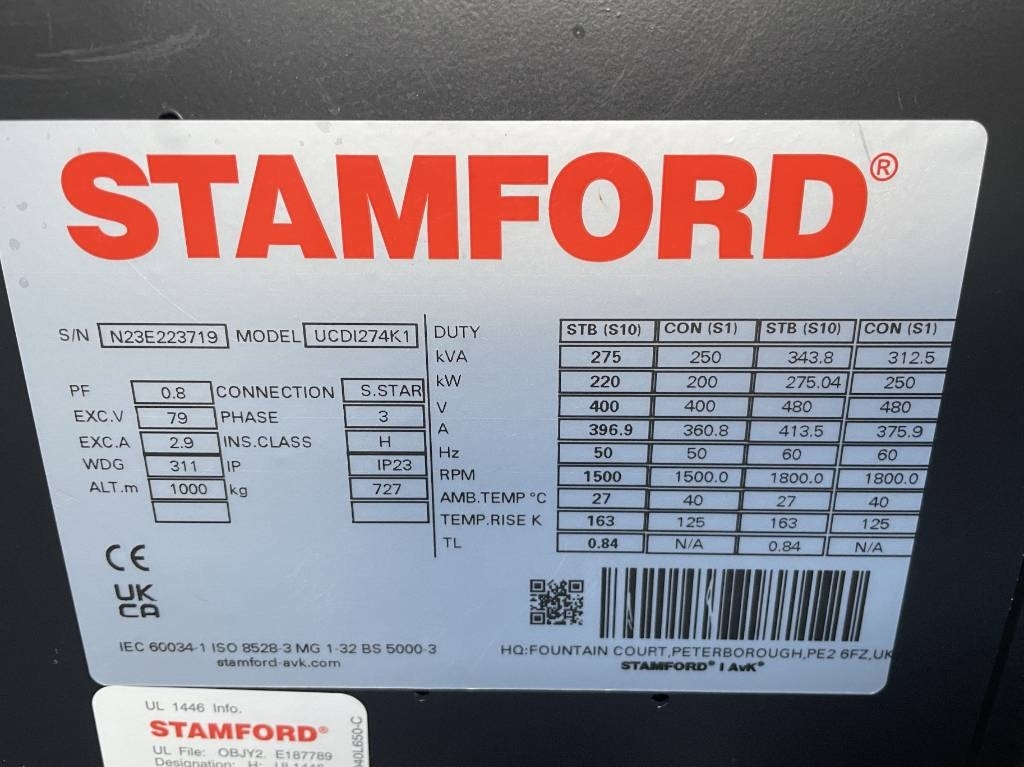 STAMFORD®
S/N N23E223719 MODEL UCDI274K1
PF 0.8 CONNECTION S.STAR
EXC.V 79 PHASE 3
EXC.A 2.9 INS.CLASS H
WDG 311 IP IP23
ALT.m 1000 kg 727
DUTY STB (S10) CON (S1) STB (S10) CON (S1)
kVA 275 250 343.8 312.5
kW 220 200 275.04 250
V 400 400 480 480
A 396.9 360.8 413.5 375.9
Hz 50 50 60 60
RPM 1500 1500.0 1800.0 1800.0
AMB.TEMP °C 27 40 27 40
TEMP.RISE K 163 125 163 125
TL 0.84 N/A 0.84 N/A
CE
UK
CA
IEC 60034-1 ISO 8528-3 MG 1-32 BS 5000-3
stamford-avk.com
HQ:FOUNTAIN COURT,PETERBOROUGH,PE2 6FZ,UK
STAMFORD® | AvK®
UL 1446 Info.
STAMFORD®
UL File: OBJY2. E187789
Designation: H: UL1446